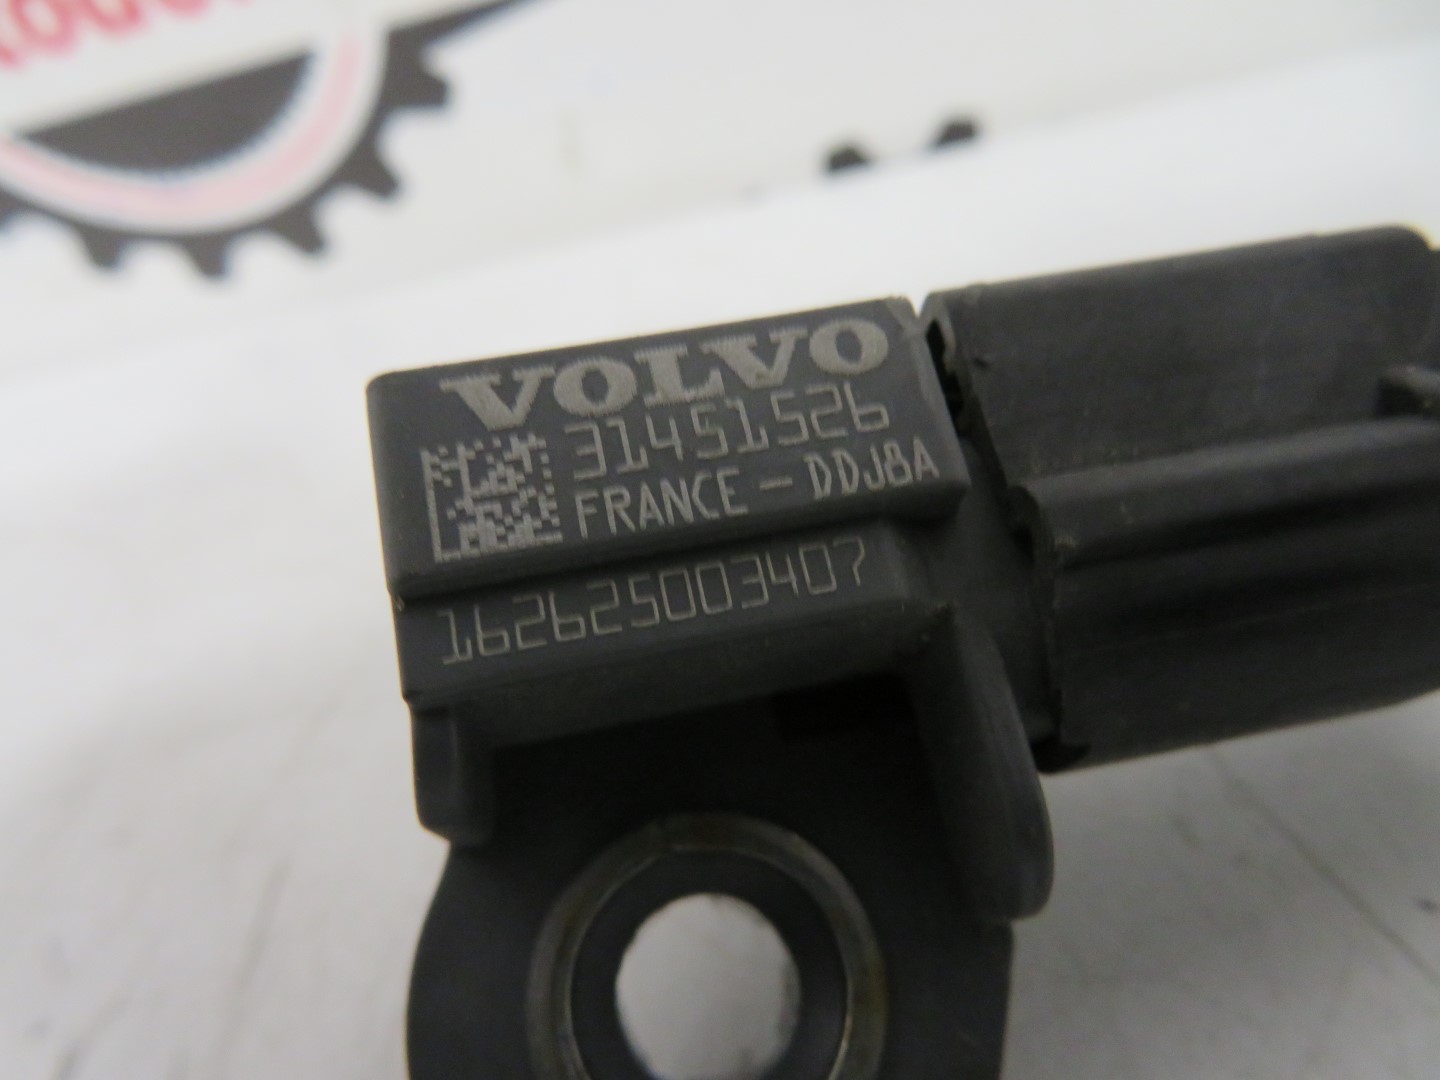 VOLVO
31451526
FRANCE - DDJ8A
162625003407